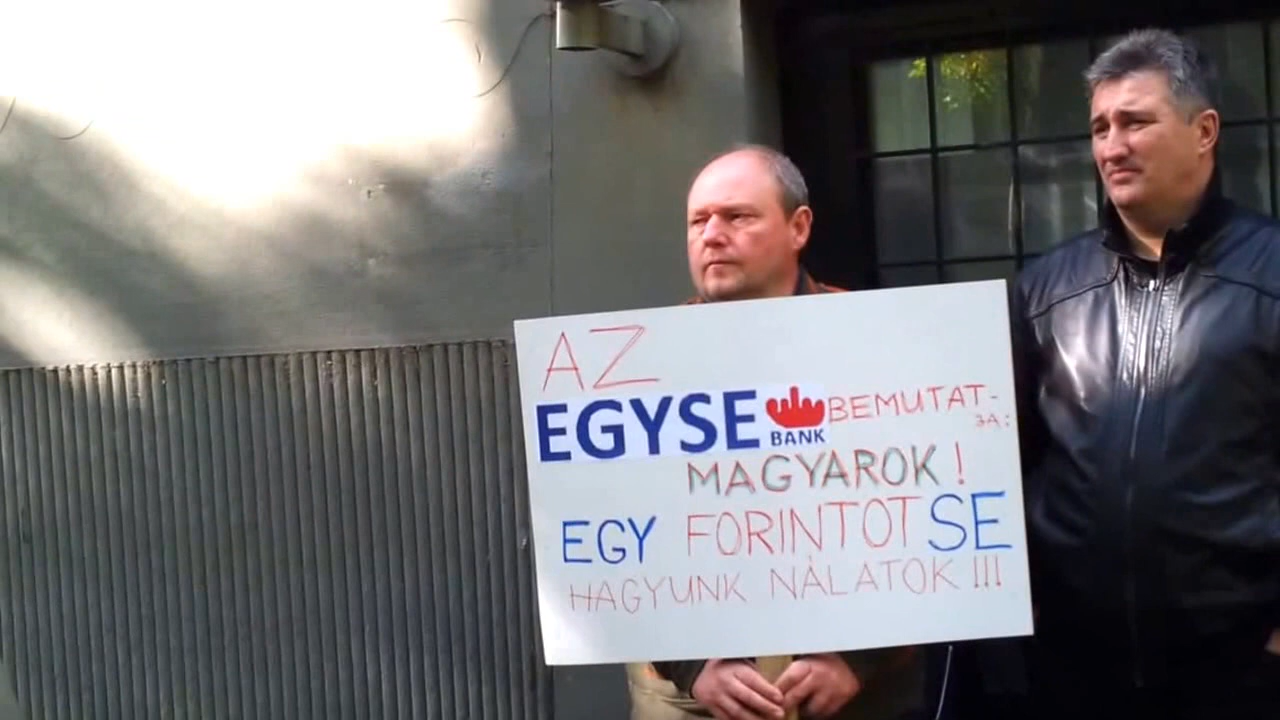 AZ
EGYSE BANK BEMUTAT-
JA:
MAGYAROK!
EGY FORINTOT SE
HAGYUNK NÁLATOK!!!